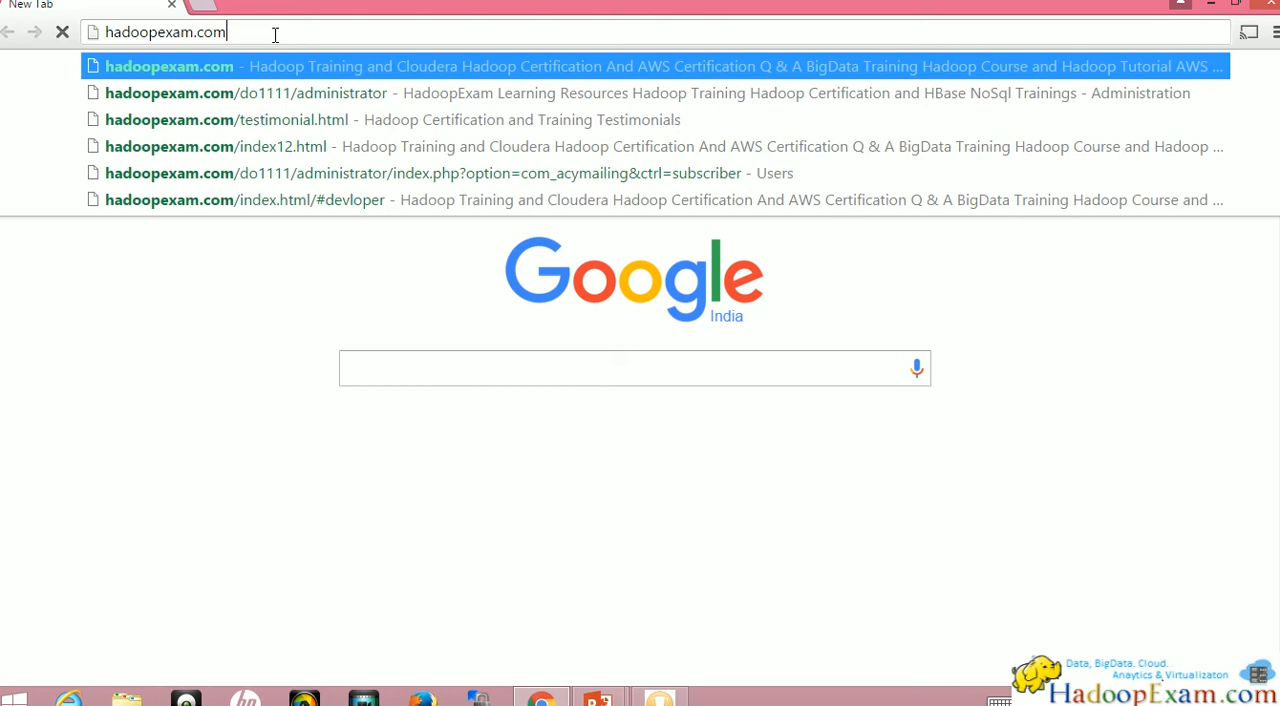 New Tab
hadoopexam.com
hadoopexam.com - Hadoop Training and Cloudera Hadoop Certification And AWS Certification Q & A BigData Training Hadoop Course and Hadoop Tutorial AWS ...
hadoopexam.com/do1111/administrator - HadoopExam Learning Resources Hadoop Training Hadoop Certification and HBase NoSql Trainings - Administration
hadoopexam.com/testimonial.html - Hadoop Certification and Training Testimonials
hadoopexam.com/index12.html - Hadoop Training and Cloudera Hadoop Certification And AWS Certification Q & A BigData Training Hadoop Course and Hadoop ...
hadoopexam.com/do1111/administrator/index.php?option=com_acymailing&ctrl=subscriber - Users
hadoopexam.com/index.html/#devloper - Hadoop Training and Cloudera Hadoop Certification And AWS Certification Q & A BigData Training Hadoop Course and ...
Google
India
Data, BigData. Cloud.
Anaytics & Virtualizaton
HadoopExam.com